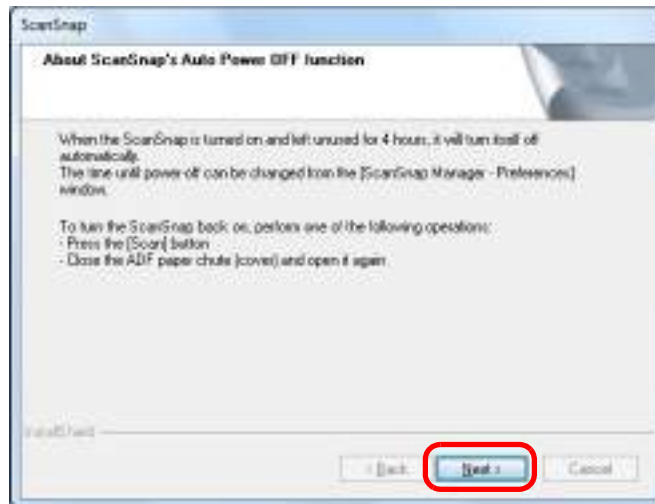 ScanSnap
About ScanSnap's Auto Power OFF function
When the ScanSnap is turned on and left unused for 4 hours, it will turn itself off
automatically.
The time until power-off can be changed from the [ScanSnap Manager - Preferences]
window.
To turn the ScanSnap back on, perform one of the following operations:
- Press the [Scan] button
- Close the ADF paper chute (cover) and open it again
InstallShield
< Back Next > Cancel